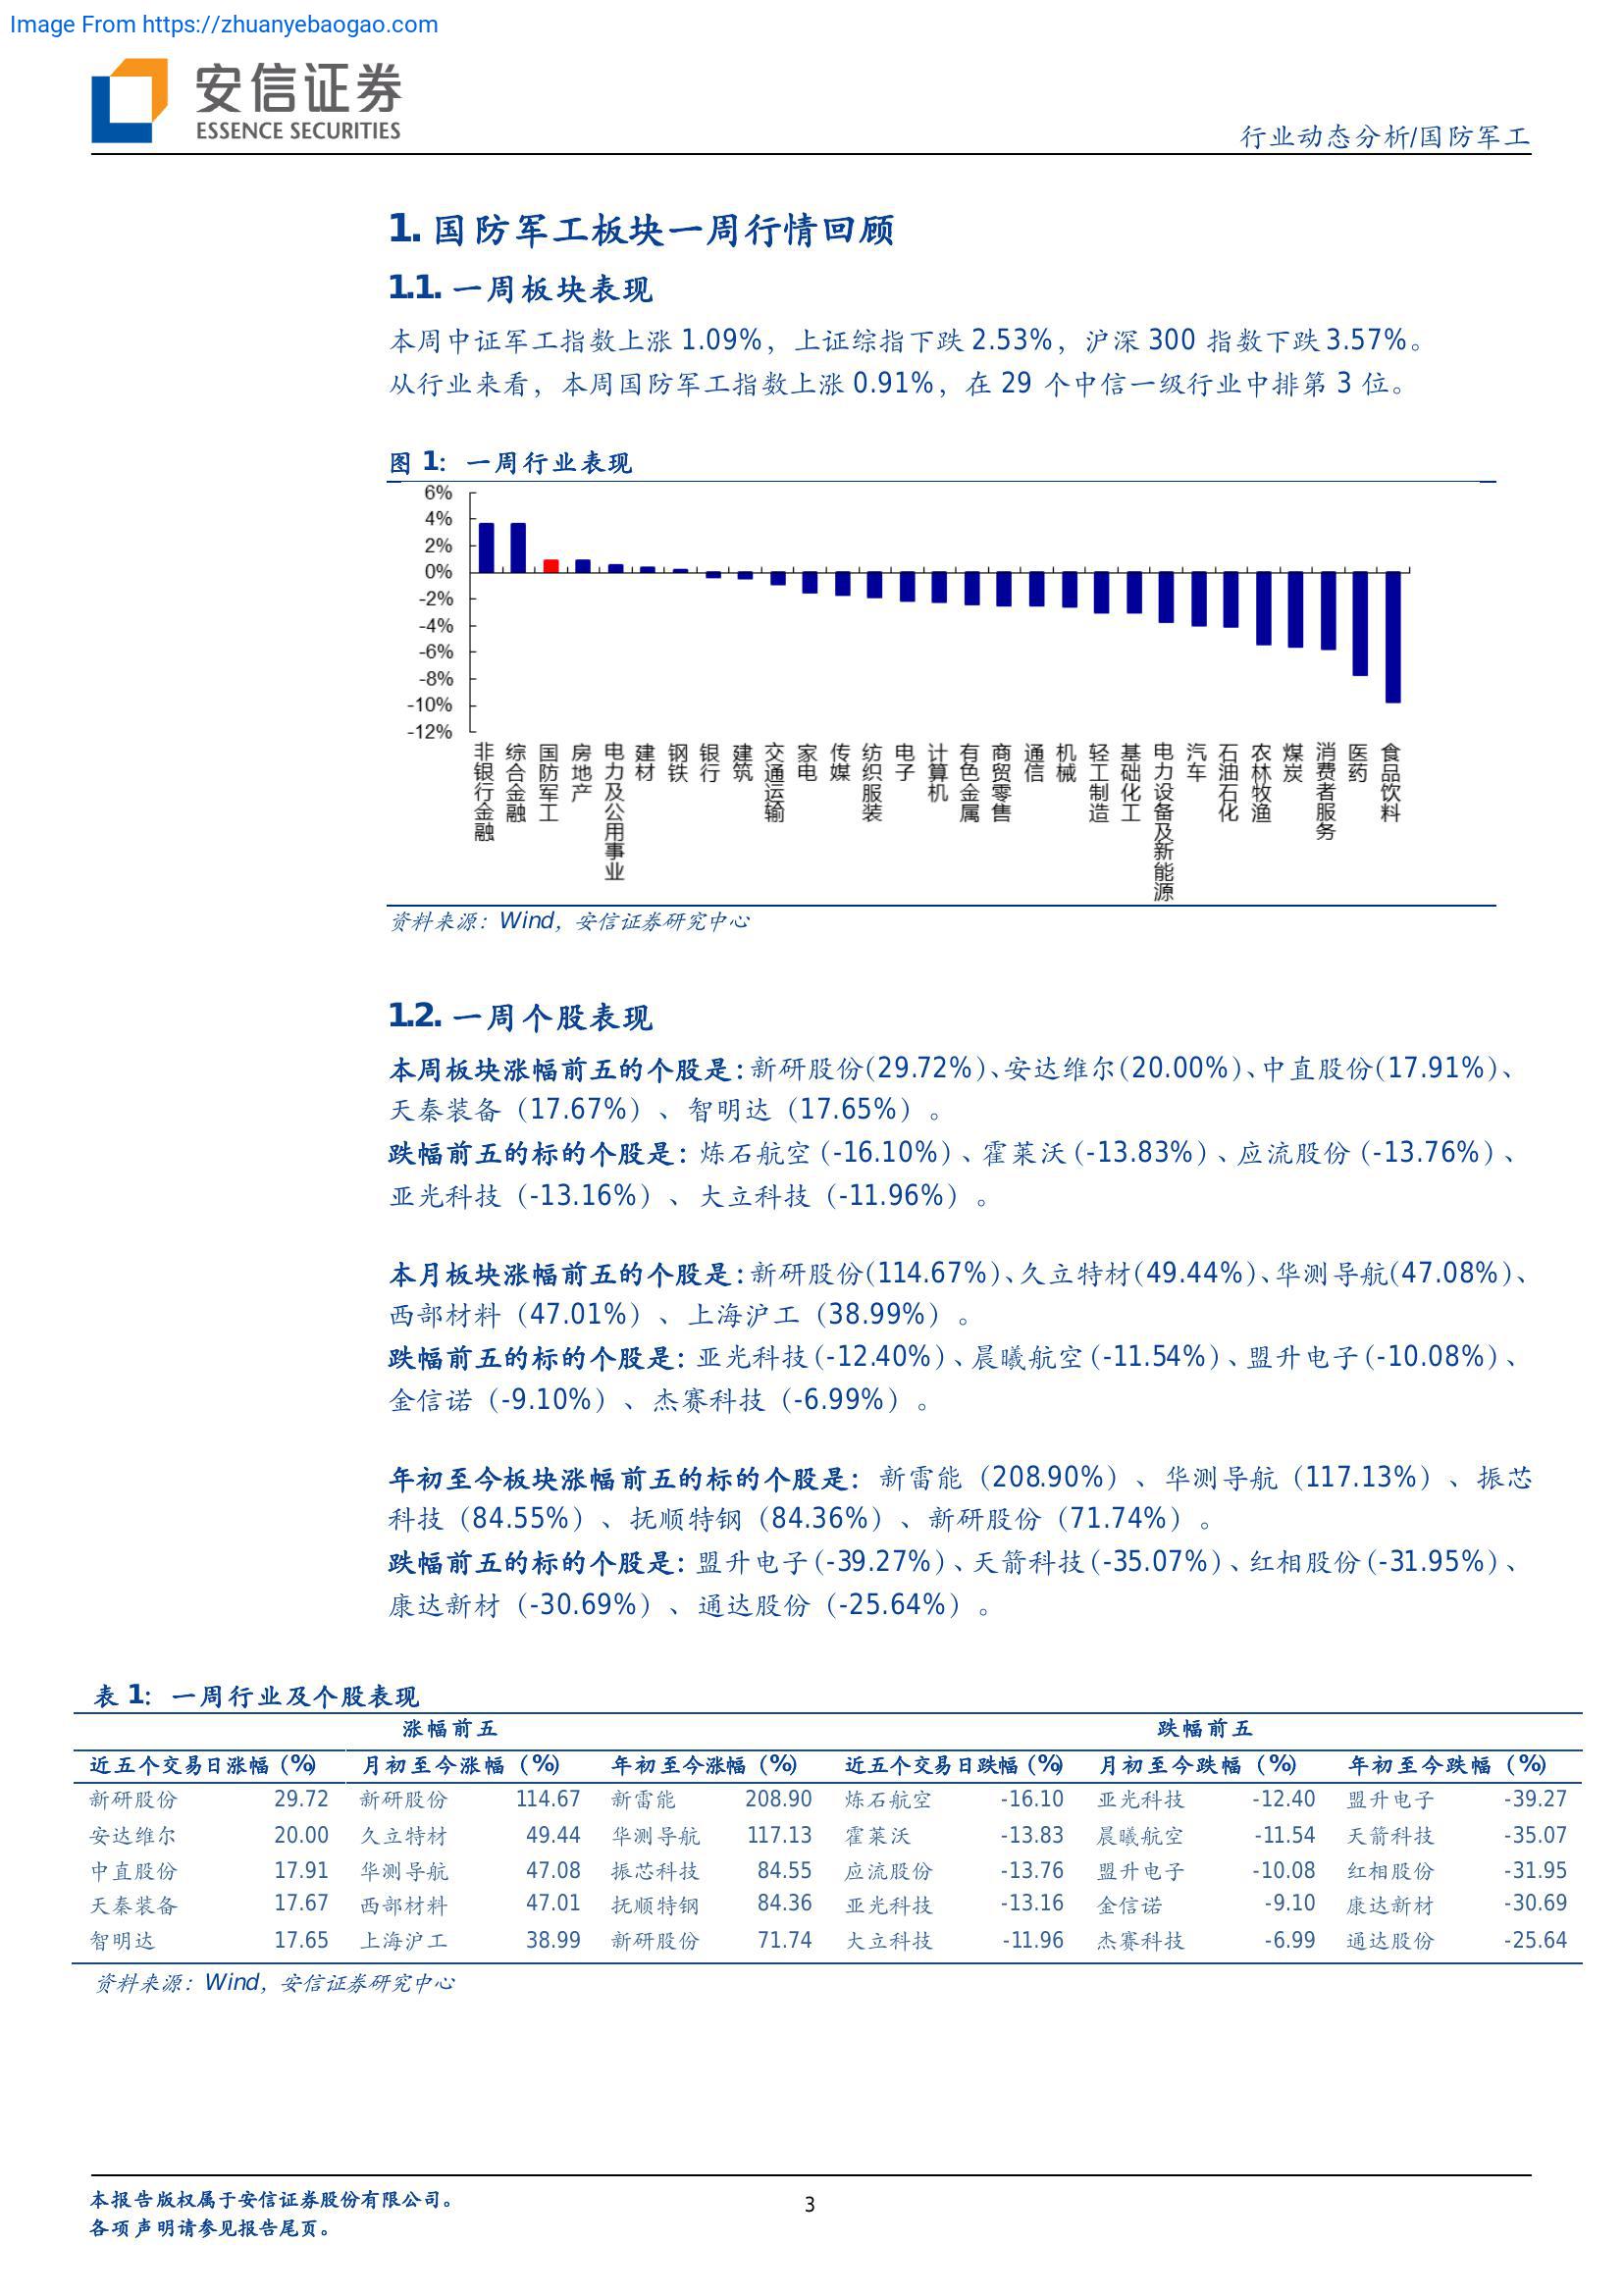 Image From https://zhuanyebaogao.com
安信证券
ESSENCE SECURITIES
行业动态分析/国防军工
1. 国防军工板块一周行情回顾
1.1. 一周板块表现
本周中证军工指数上涨 1.09%，上证综指下跌 2.53%，沪深 300 指数下跌 3.57%。
从行业来看，本周国防军工指数上涨 0.91%，在 29 个中信一级行业中排第 3 位。
图 1：一周行业表现
6%
4%
2%
0%
-2%
-4%
-6%
-8%
-10%
-12%
非银行金融
综合金融
国防军工
房地产
电力及公用事业
建材
钢铁
银行
建筑
交通运输
家电
传媒
纺织服装
电子
计算机
有色金属
商贸零售
通信
机械
轻工制造
基础化工
电力设备及新能源
汽车
石油石化
农林牧渔
煤炭
消费者服务
医药
食品饮料
资料来源：Wind，安信证券研究中心
1.2. 一周个股表现
本周板块涨幅前五的个股是：新研股份(29.72%)、安达维尔(20.00%)、中直股份(17.91%)、
天秦装备（17.67%）、智明达（17.65%）。
跌幅前五的标的个股是：炼石航空(-16.10%)、霍莱沃(-13.83%)、应流股份(-13.76%)、
亚光科技（-13.16%）、大立科技（-11.96%）。
本月板块涨幅前五的个股是：新研股份(114.67%)、久立特材(49.44%)、华测导航(47.08%)、
西部材料（47.01%）、上海沪工（38.99%）。
跌幅前五的标的个股是：亚光科技(-12.40%)、晨曦航空(-11.54%)、盟升电子(-10.08%)、
金信诺（-9.10%）、杰赛科技（-6.99%）。
年初至今板块涨幅前五的标的个股是：新雷能（208.90%）、华测导航（117.13%）、振芯
科技（84.55%）、抚顺特钢（84.36%）、新研股份（71.74%）。
跌幅前五的标的个股是：盟升电子(-39.27%)、天箭科技(-35.07%)、红相股份(-31.95%)、
康达新材（-30.69%）、通达股份（-25.64%）。
表 1：一周行业及个股表现
涨幅前五 跌幅前五
近五个交易日涨幅（%） 月初至今涨幅（%） 年初至今涨幅（%） 近五个交易日跌幅（%） 月初至今跌幅（%） 年初至今跌幅（%）
新研股份 29.72 新研股份 114.67 新雷能 208.90 炼石航空 -16.10 亚光科技 -12.40 盟升电子 -39.27
安达维尔 20.00 久立特材 49.44 华测导航 117.13 霍莱沃 -13.83 晨曦航空 -11.54 天箭科技 -35.07
中直股份 17.91 华测导航 47.08 振芯科技 84.55 应流股份 -13.76 盟升电子 -10.08 红相股份 -31.95
天秦装备 17.67 西部材料 47.01 抚顺特钢 84.36 亚光科技 -13.16 金信诺 -9.10 康达新材 -30.69
智明达 17.65 上海沪工 38.99 新研股份 71.74 大立科技 -11.96 杰赛科技 -6.99 通达股份 -25.64
资料来源：Wind，安信证券研究中心
本报告版权属于安信证券股份有限公司。
各项声明请参见报告尾页。
3